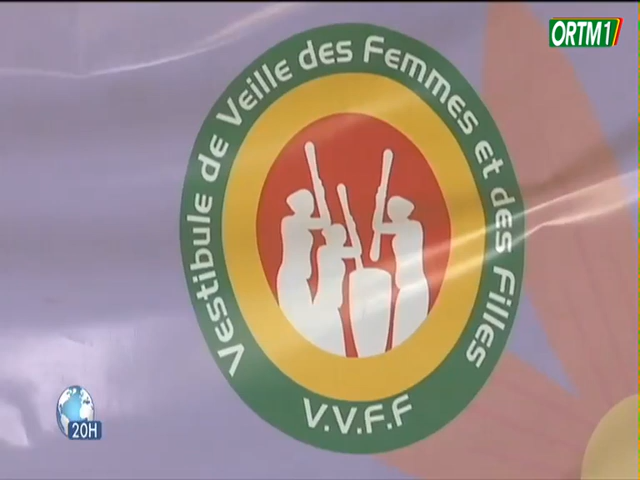 ORTM1
Vestibule de Veille des Femmes et des Filles
V.V.F.F
20H